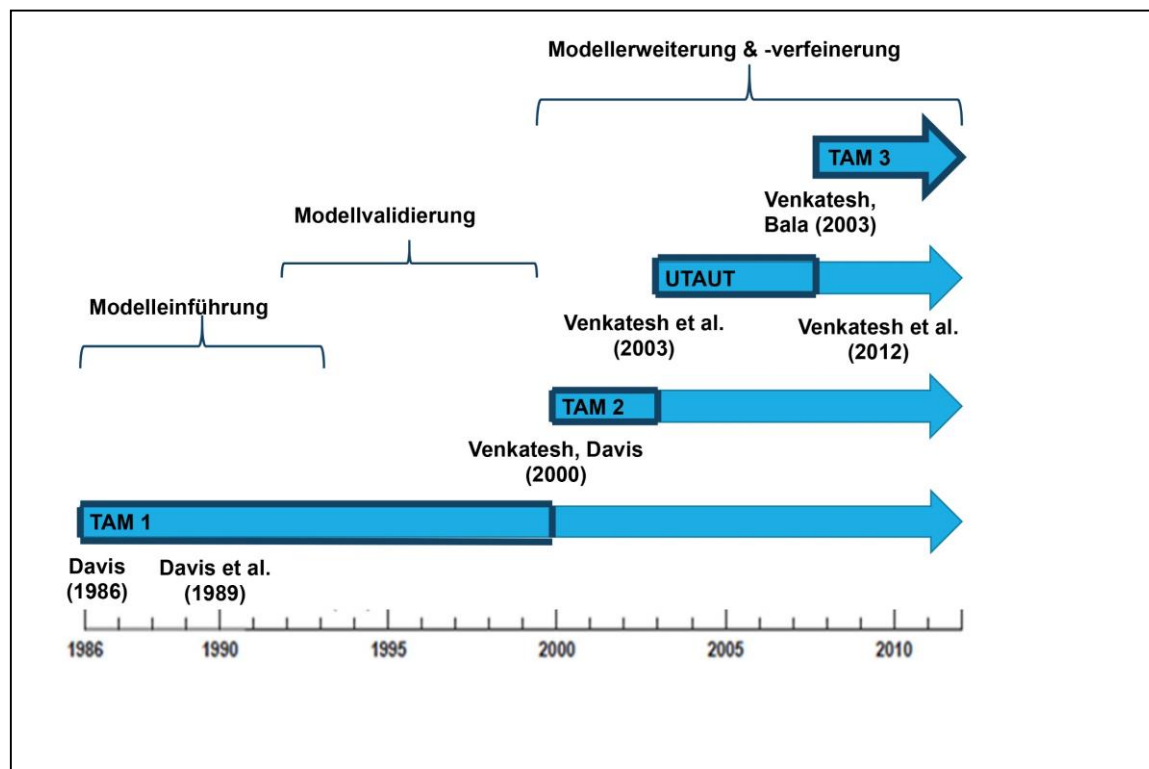 Modellerweiterung & -verfeinerung
TAM 3
Venkatesh,
Bala (2003)
Modellvalidierung
UTAUT
Modelleinführung
Venkatesh et al.
(2003)
Venkatesh et al.
(2012)
TAM 2
Venkatesh, Davis
(2000)
TAM 1
Davis
(1986)
Davis et al.
(1989)
1986 1990 1995 2000 2005 2010